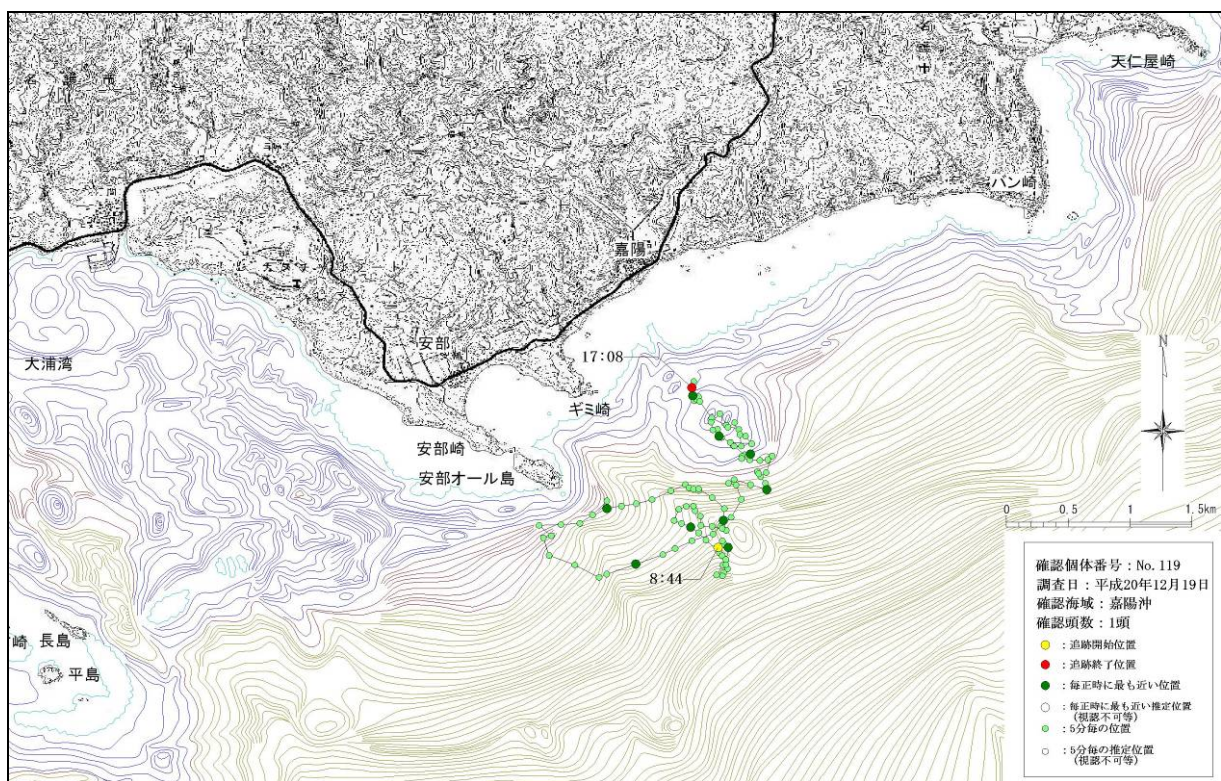 天仁屋崎
バン崎
嘉陽
安部
17:08
大浦湾
ギミ崎
安部崎
安部オール島
N
0 0.5 1 1.5km
8:44
崎
長島
平島
確認個体番号：No.119
調査日：平成20年12月19日
確認海域：嘉陽沖
確認頭数：1頭
：追跡開始位置
：追跡終了位置
：毎正時に最も近い位置
：毎正時に最も近い推定位置
（視認不可等）
：5分毎の位置
：5分毎の推定位置
（視認不可等）